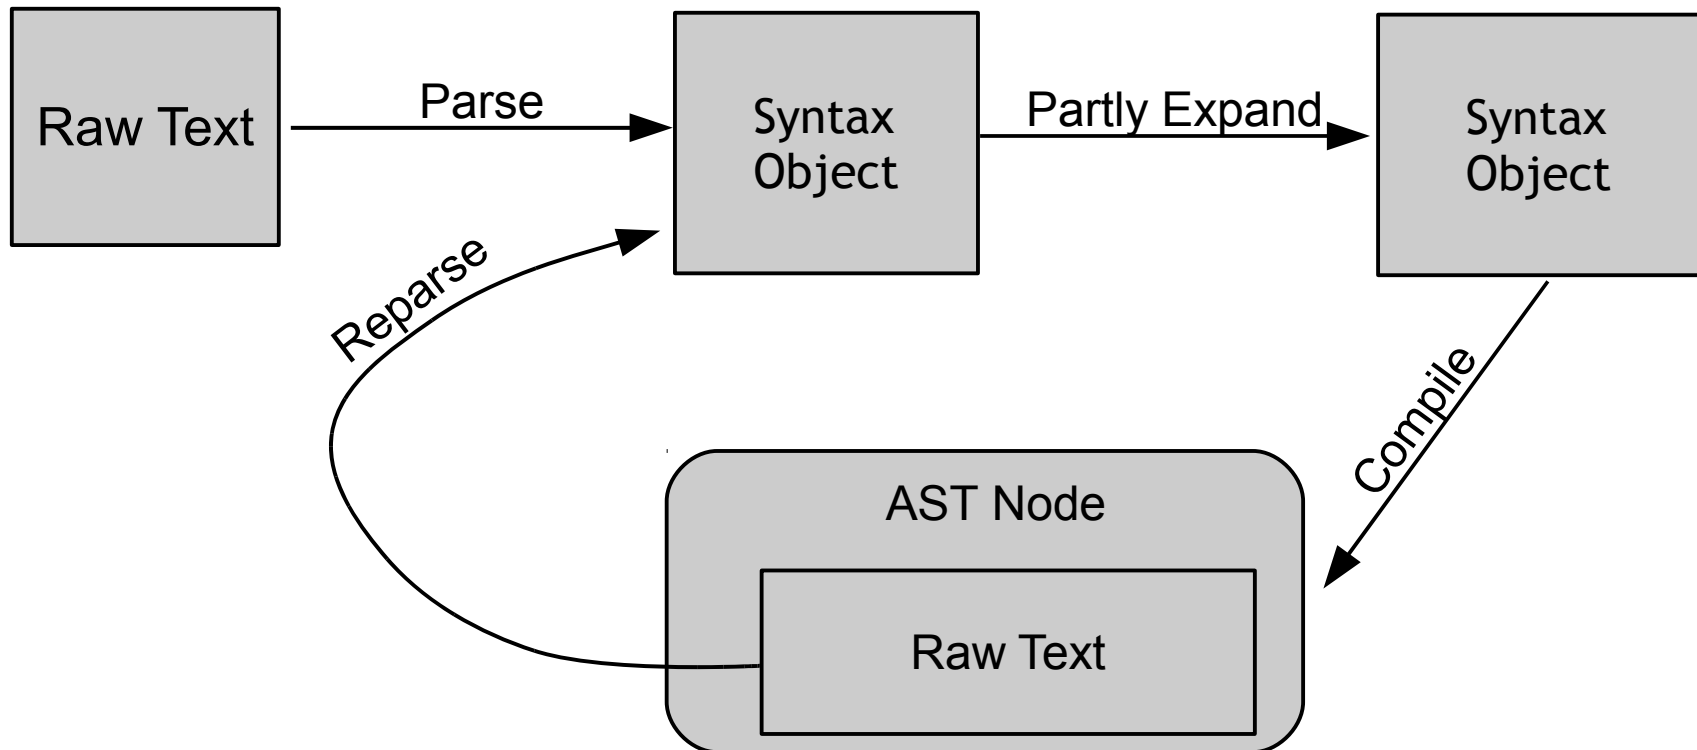 Raw Text
Parse
Syntax
Object
Partly Expand
Syntax
Object
Reparse
Compile
AST Node
Raw Text